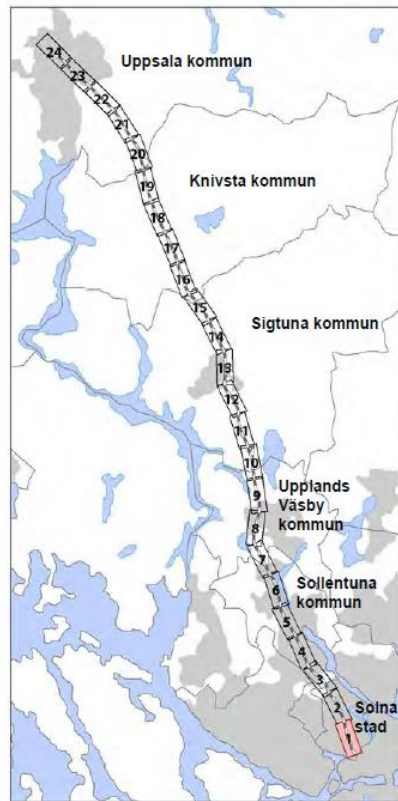 24
Uppsala kommun
23
22
21
20
19
Knivsta kommun
18
17
16
15
Sigtuna kommun
14
13
12
11
10
9
Upplands
Väsby
kommun
8
7
Sollentuna
kommun
6
5
4
3
2
Solna
stad
1